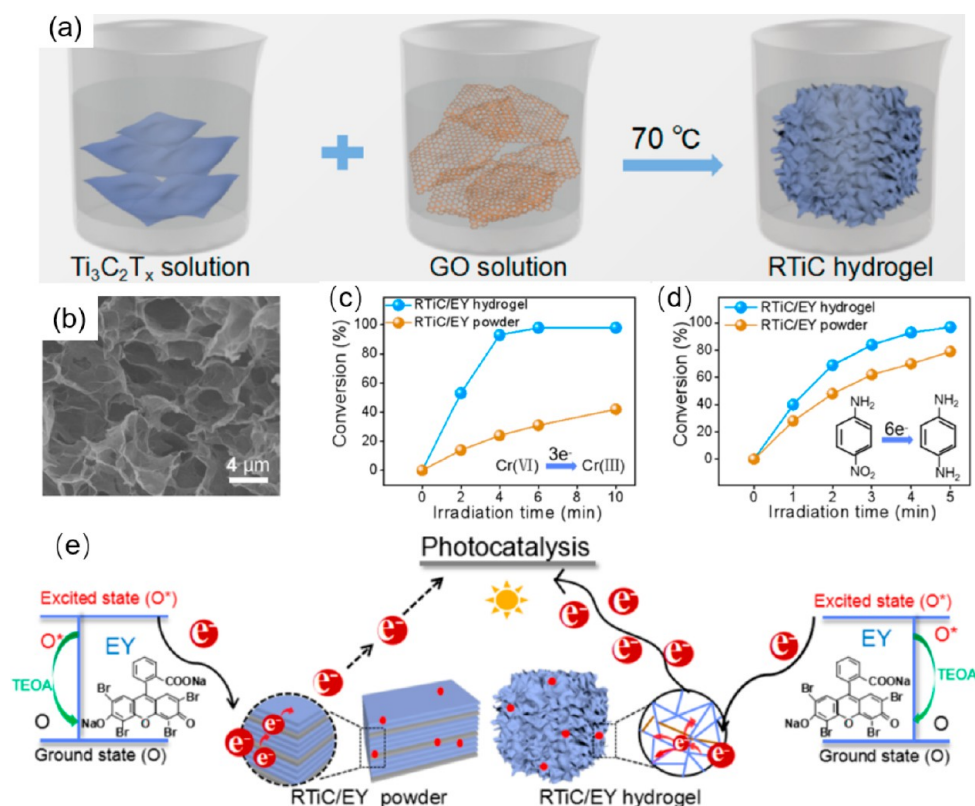 (a)
70 °C
Ti₃C₂Tₓ solution
GO solution
RTiC hydrogel
(b)
4 μm
(c)
RTiC/EY hydrogel
RTiC/EY powder
Conversion (%)
100
80
60
40
20
0
Cr(Ⅵ) 3e⁻ Cr(Ⅲ)
0 2 4 6 8 10
Irradiation time (min)
(d)
RTiC/EY hydrogel
RTiC/EY powder
Conversion (%)
100
80
60
40
20
0
NH₂
NO₂
6e⁻
NH₂
NH₂
0 1 2 3 4 5
Irradiation time (min)
(e)
Photocatalysis
Excited state (O*)
O*
EY
TEOA
COONa
Br
Br
NaO
O
O
Br
Br
O
Ground state (O)
e⁻
e⁻
e⁻
e⁻
e⁻
e⁻
RTiC/EY powder
e⁻
e⁻
e⁻
e⁻
e⁻
e⁻
e⁻
RTiC/EY hydrogel
Excited state (O*)
O*
EY
TEOA
COONa
Br
Br
NaO
O
O
Br
Br
O
Ground state (O)